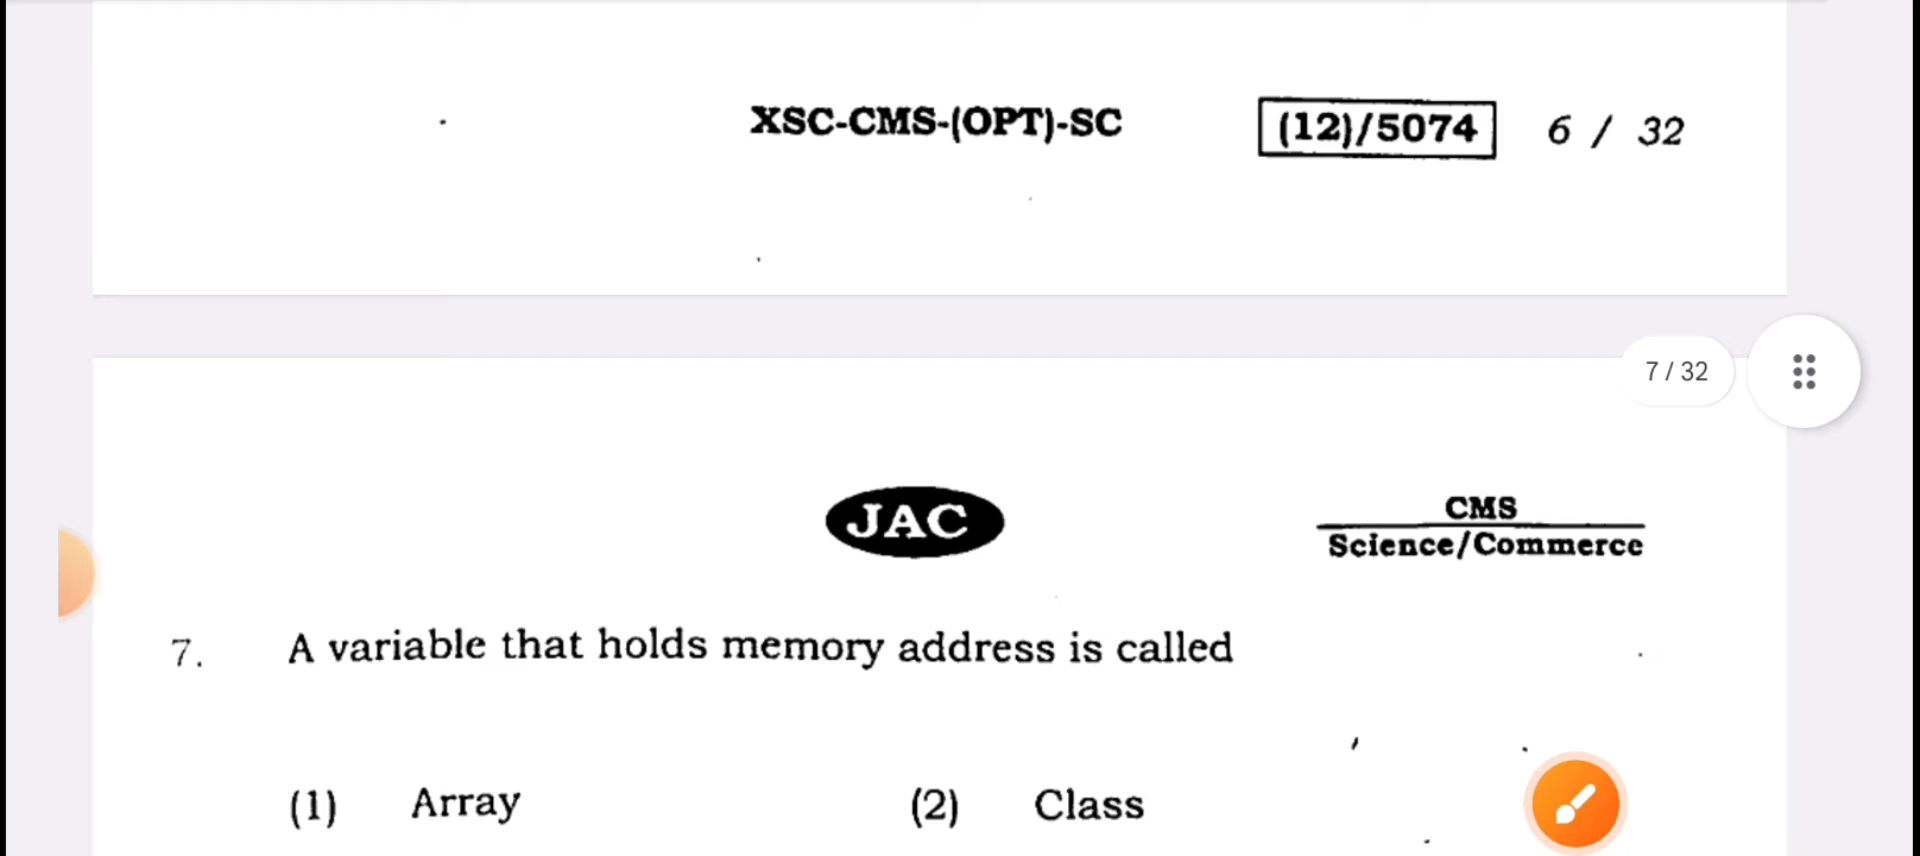 XSC-CMS-(OPT)-SC (12)/5074 6 / 32
7 / 32
JAC
CMS
Science/Commerce
7. A variable that holds memory address is called
(1) Array (2) Class